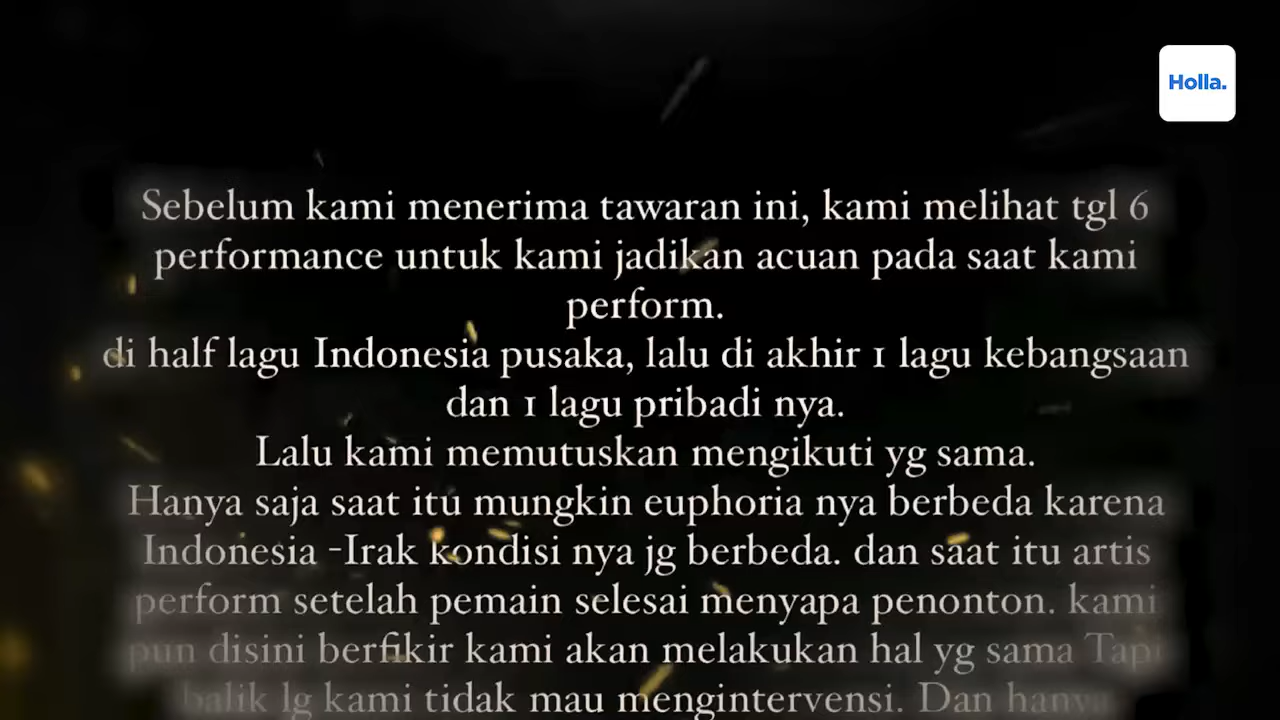 Holla.
Sebelum kami menerima tawaran ini, kami melihat tgl 6
performance untuk kami jadikan acuan pada saat kami
perform.
di half lagu Indonesia pusaka, lalu di akhir 1 lagu kebangsaan
dan 1 lagu pribadi nya.
Lalu kami memutuskan mengikuti yg sama.
Hanya saja saat itu mungkin euphoria nya berbeda karena
Indonesia -Irak kondisi nya jg berbeda. dan saat itu artis
perform setelah pemain selesai menyapa penonton. kami
pun disini berfikir kami akan melakukan hal yg sama Tapi
balik lg kami tidak mau mengintervensi. Dan hanya